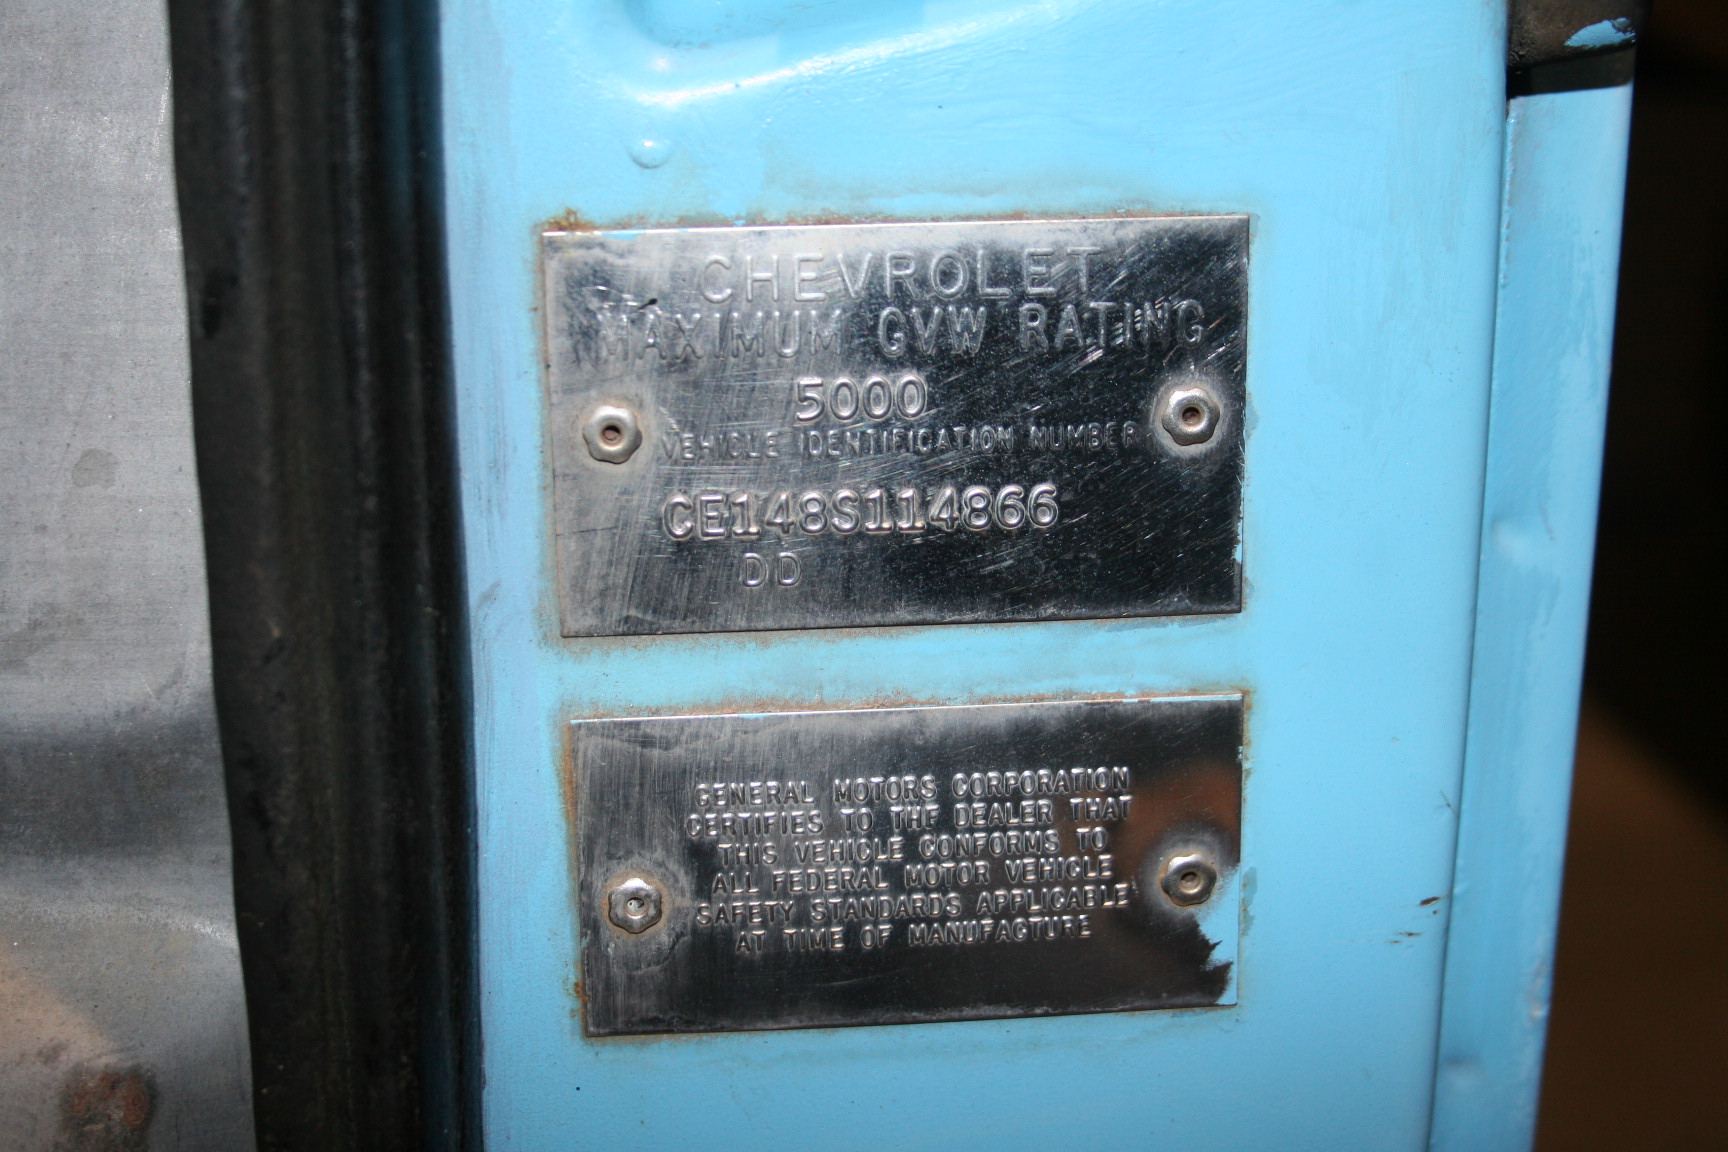 CHEVROLET
MAXIMUM GVW RATING
5000
VEHICLE IDENTIFICATION NUMBER
CE148S114866
DD
GENERAL MOTORS CORPORATION
CERTIFIES TO THE DEALER THAT
THIS VEHICLE CONFORMS TO
ALL FEDERAL MOTOR VEHICLE
SAFETY STANDARDS APPLICABLE
AT TIME OF MANUFACTURE